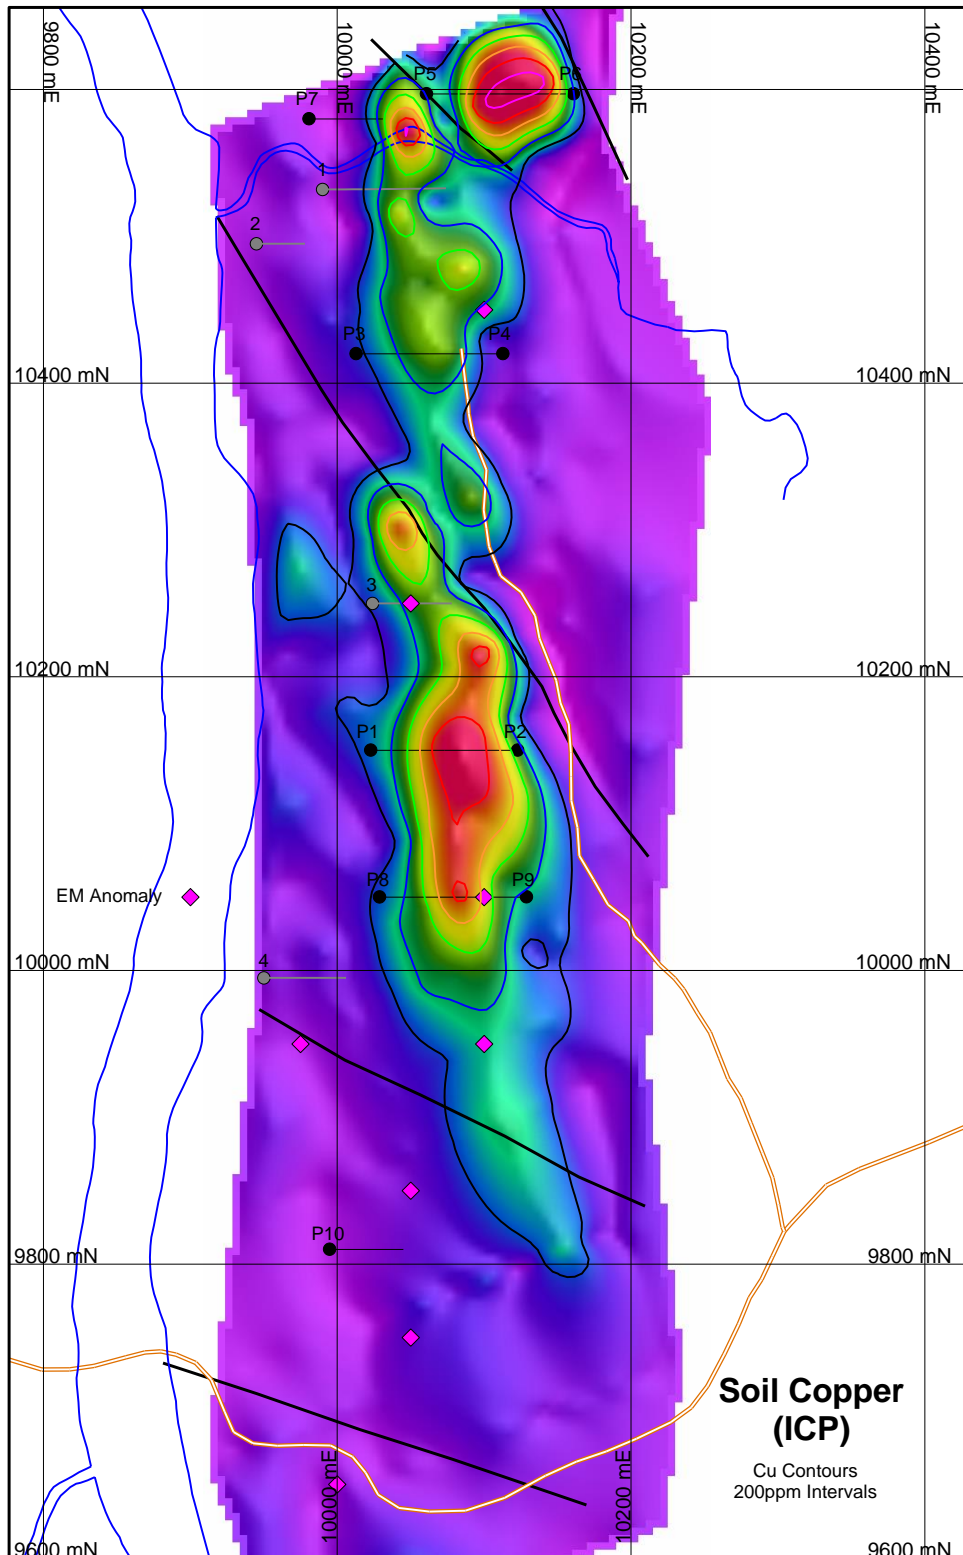 9800 mE
10000 mE
10200 mE
10400 mE
P5
P6
P7
1
2
P3
P4
10400 mN
10400 mN
3
10200 mN
10200 mN
P1
P2
P8
P9
EM Anomaly
10000 mN
10000 mN
4
P10
9800 mN
9800 mN
Soil Copper
(ICP)
Cu Contours
200ppm Intervals
10000 mE
10200 mE
9600 mN
9600 mN